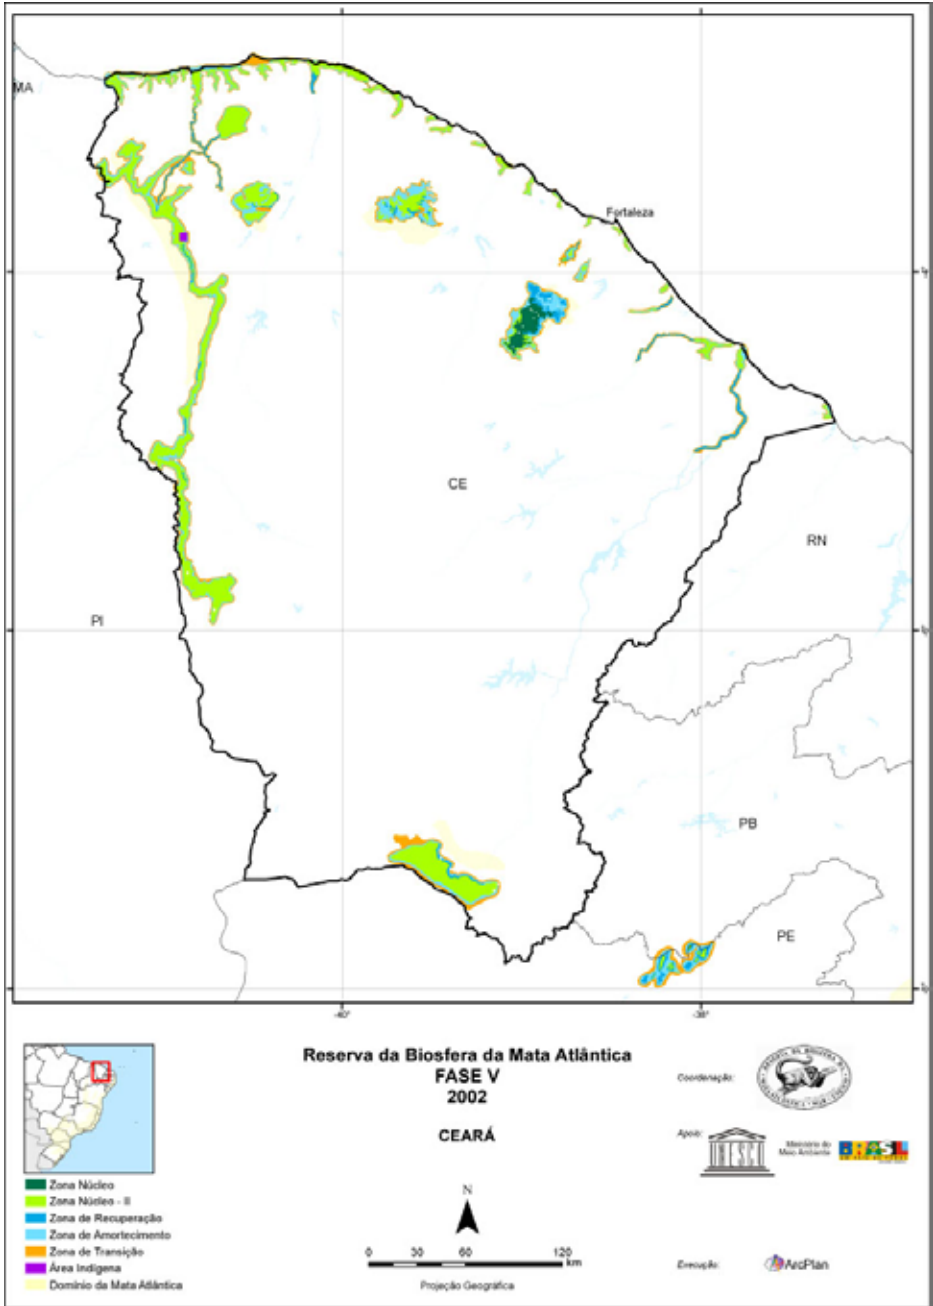 MA
Fortaleza
CE
RN
PI
PB
PE
-40°
-38°
Reserva da Biosfera da Mata Atlântica
FASE V
2002
CEARÁ
Coordenação:
Apoio:
Ministério do
Meio Ambiente
BRASIL
Zona Núcleo
Zona Núcleo - II
Zona de Recuperação
Zona de Amortecimento
Zona de Transição
Área Indígena
Domínio da Mata Atlântica
N
0 30 60 120
km
Projeção Geográfica
Execução:
ArcPlan